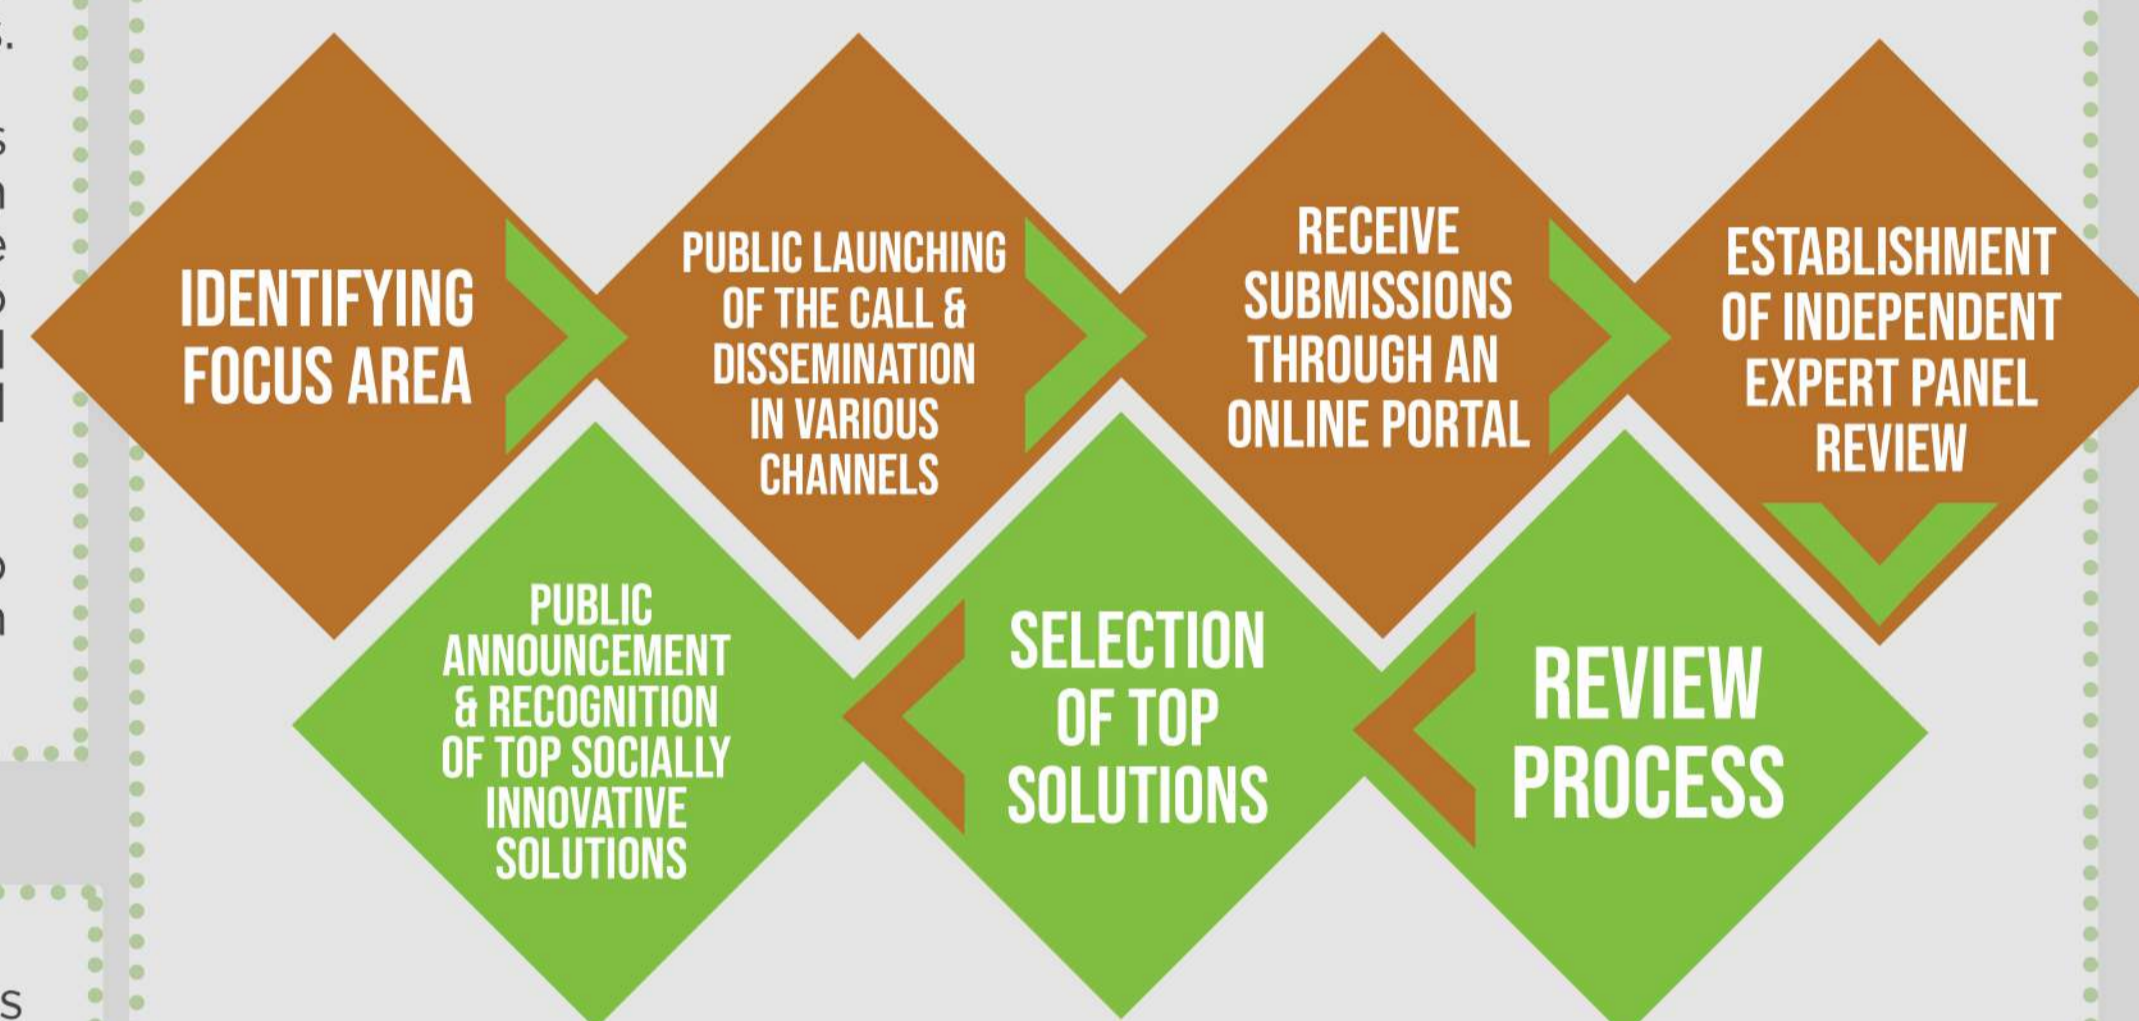 IDENTIFYING
FOCUS AREA
PUBLIC LAUNCHING
OF THE CALL &
DISSEMINATION
IN VARIOUS
CHANNELS
RECEIVE
SUBMISSIONS
THROUGH AN
ONLINE PORTAL
ESTABLISHMENT
OF INDEPENDENT
EXPERT PANEL
REVIEW
REVIEW
PROCESS
SELECTION
OF TOP
SOLUTIONS
PUBLIC
ANNOUNCEMENT
& RECOGNITION
OF TOP SOCIALLY
INNOVATIVE
SOLUTIONS